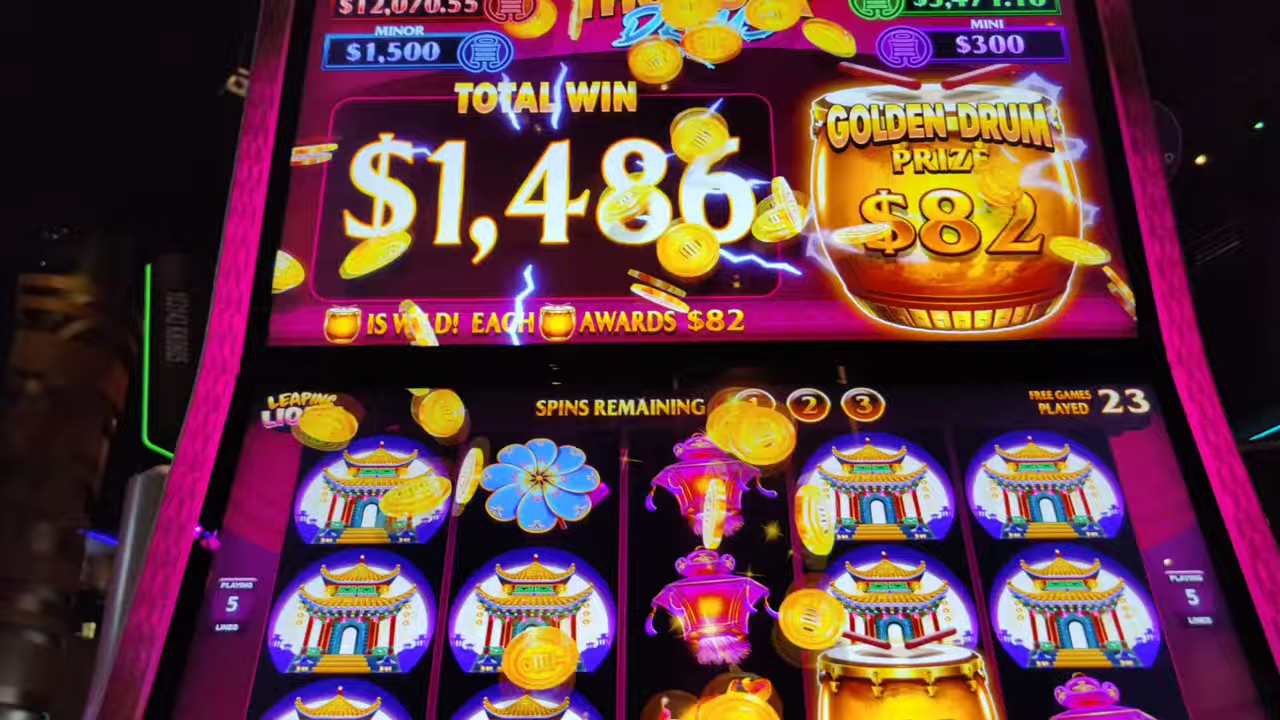 $12,070.55
MINOR
$1,500
MINI
$300
TOTAL WIN
$1,486
GOLDEN-DRUM
PRIZE
$82
IS WILD! EACH AWARDS $82
LEAPING
SPINS REMAINING 1 2 3
FREE GAMES
PLAYED 23
PLAYING
5
LINES
PLAYING
5
LINES